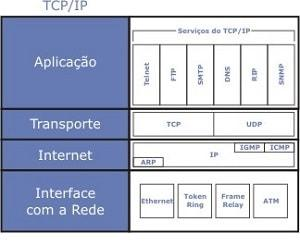 TCP/IP
Serviços do TCP/IP
Aplicação
Telnet
FTP
SMTP
DNS
RIP
SNMP
Transporte
TCP
UDP
Internet
IGMP
ICMP
IP
ARP
Interface
com a Rede
Ethernet
Token
Ring
Frame
Relay
ATM